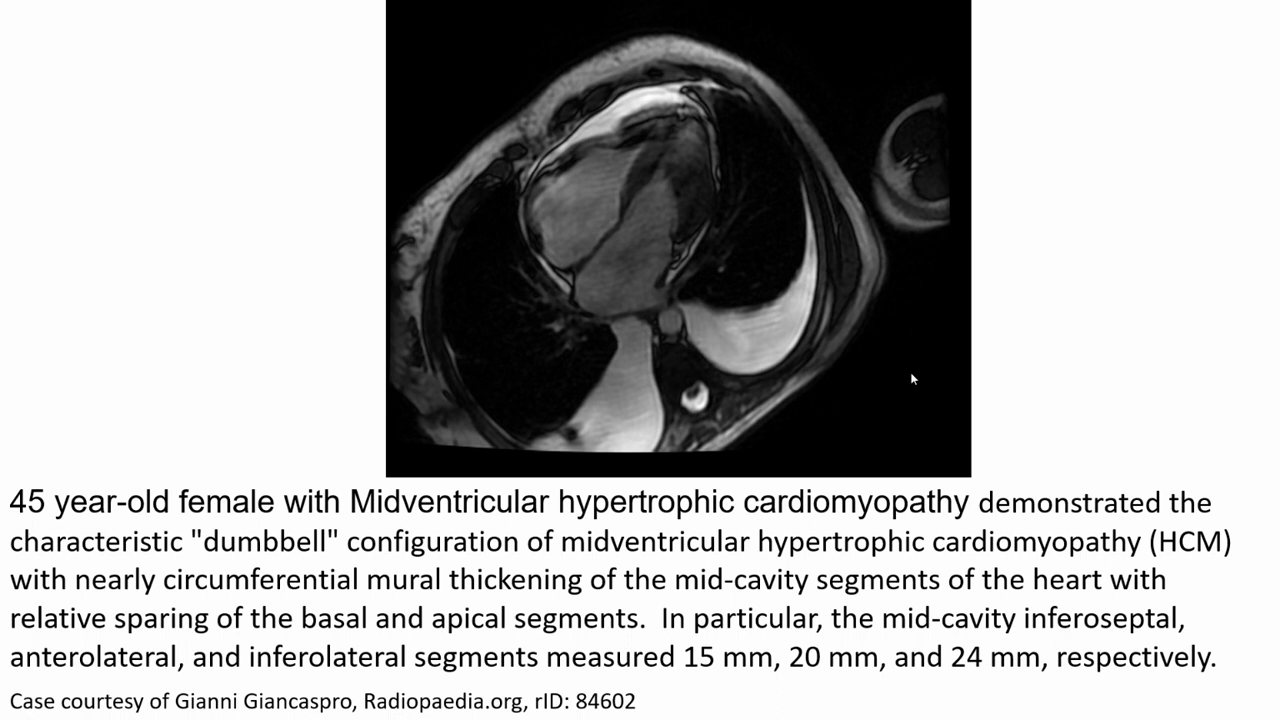 45 year-old female with Midventricular hypertrophic cardiomyopathy demonstrated the
characteristic "dumbbell" configuration of midventricular hypertrophic cardiomyopathy (HCM)
with nearly circumferential mural thickening of the mid-cavity segments of the heart with
relative sparing of the basal and apical segments.  In particular, the mid-cavity inferoseptal,
anterolateral, and inferolateral segments measured 15 mm, 20 mm, and 24 mm, respectively.
Case courtesy of Gianni Giancaspro, Radiopaedia.org, rID: 84602